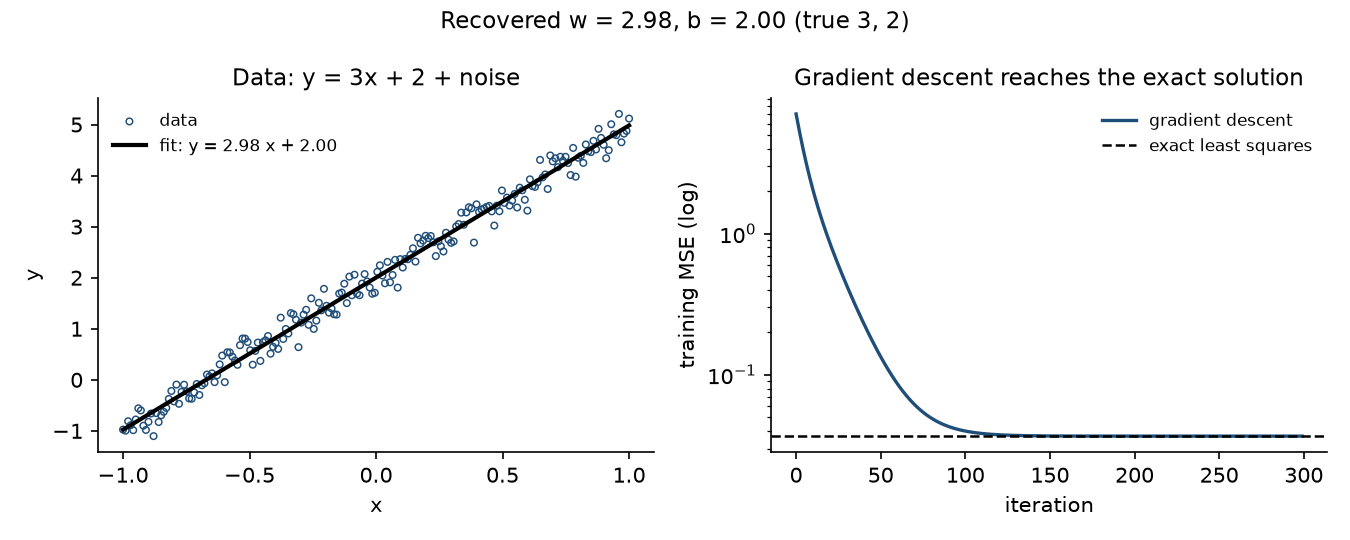 Recovered w = 2.98, b = 2.00 (true 3, 2)
Data: y = 3x + 2 + noise
data
fit: y = 2.98 x + 2.00
5
4
3
2
1
0
−1
y
−1.0
−0.5
0.0
0.5
1.0
x
Gradient descent reaches the exact solution
gradient descent
exact least squares
10⁰
10⁻¹
training MSE (log)
0
50
100
150
200
250
300
iteration